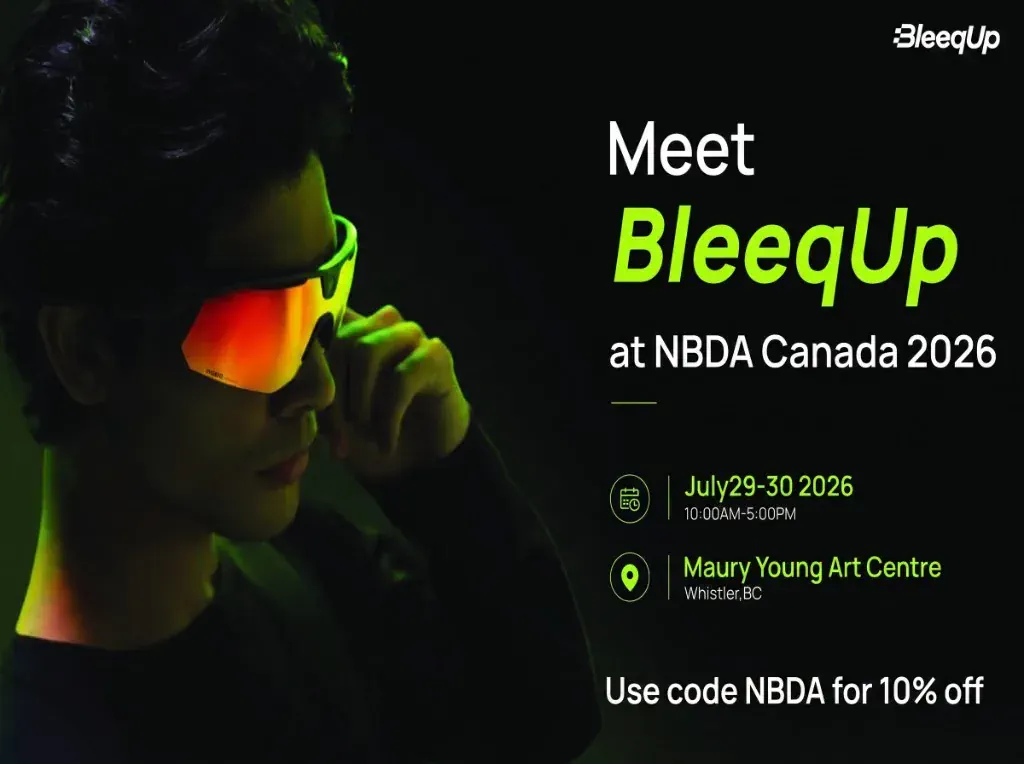 BleeqUp
Meet
BleeqUp
at NBDA Canada 2026
July29-30 2026
10:00AM-5:00PM
Maury Young Art Centre
Whistler,BC
Use code NBDA for 10% off